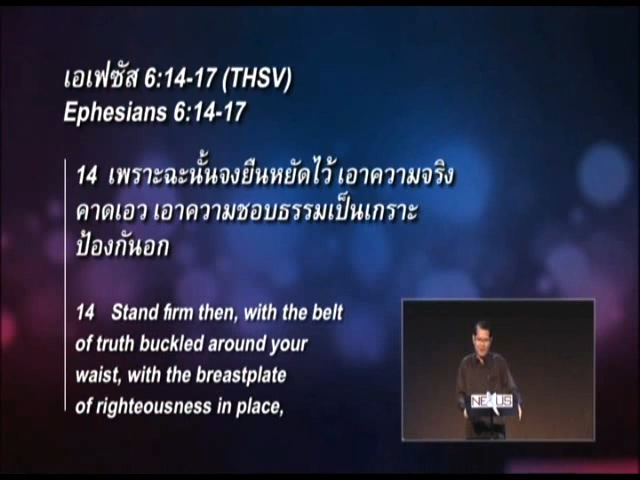 เอเฟซัส 6:14-17 (THSV)
Ephesians 6:14-17
14 เพราะฉะนั้นจงยืนหยัดไว้ เอาความจริง
คาดเอว เอาความชอบธรรมเป็นเกราะ
ป้องกันอก
14 Stand firm then, with the belt
of truth buckled around your
waist, with the breastplate
of righteousness in place,
NEXUS